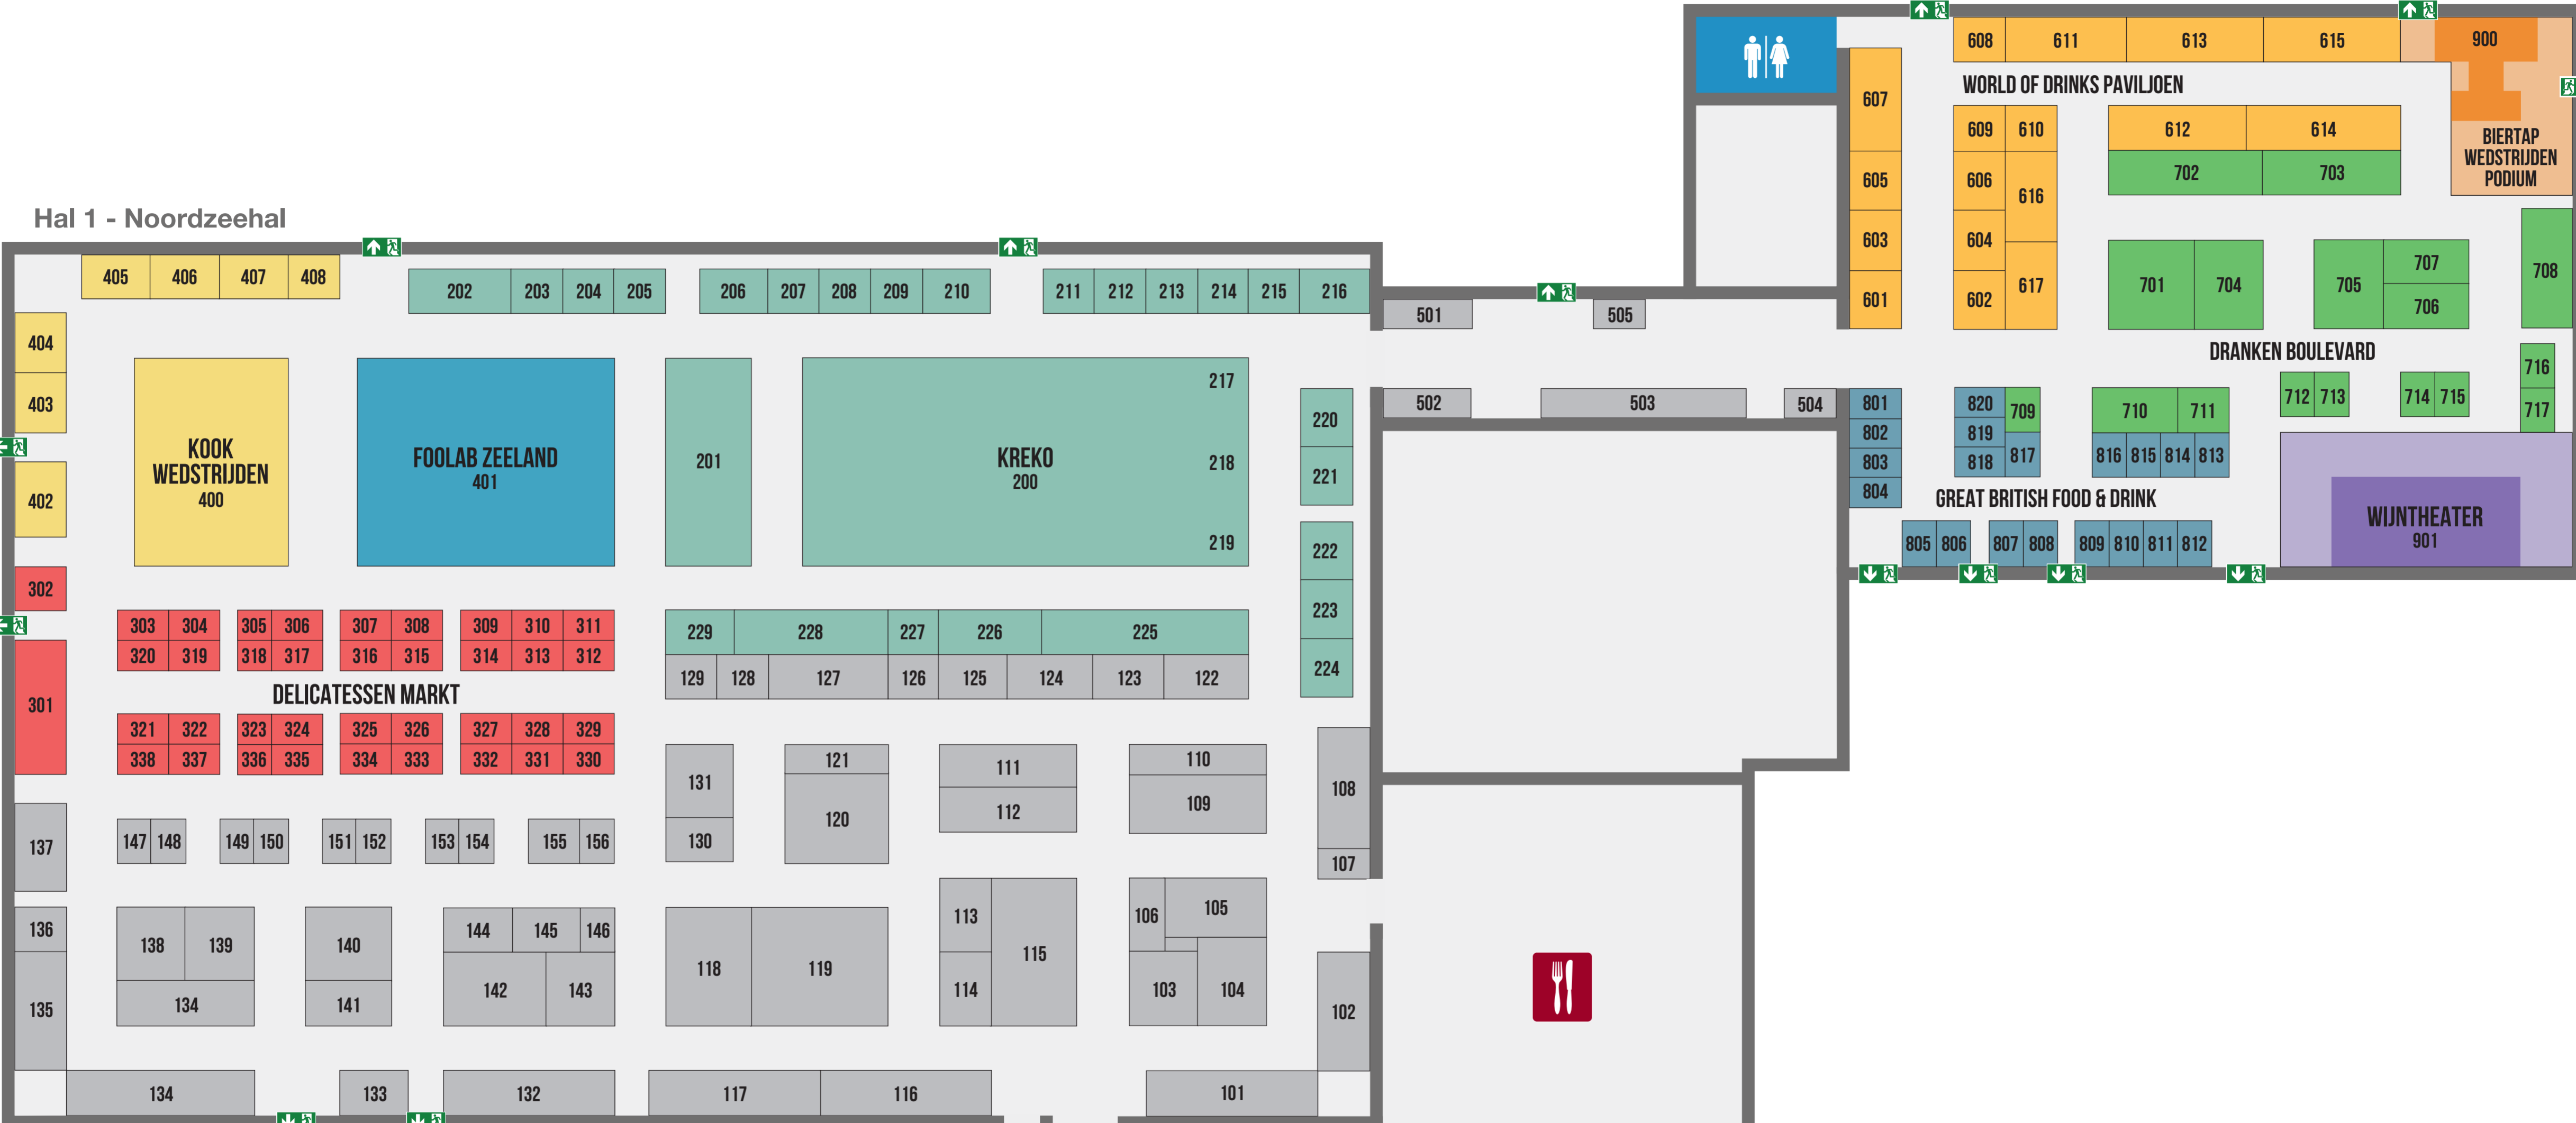 Hal 1 - Noordzeehal
405 406 407 408
404
403
402
302
301
137
136
135
KOOK
WEDSTRIJDEN
400
FOOLAB ZEELAND
401
202 203 204 205
206 207 208 209 210
211 212 213 214 215 216
201
KREKO
200
217
218
219
220
221
222
223
224
303 304 305 306 307 308 309 310 311
320 319 318 317 316 315 314 313 312
DELICATESSEN MARKT
321 322 323 324 325 326 327 328 329
338 337 336 335 334 333 332 331 330
229 228 227 226 225
129 128 127 126 125 124 123 122
131
130
121
120
111
112
110
109
108
107
147 148 149 150 151 152 153 154 155 156
138 139
134
140
141
144 145 146
142 143
118 119
113
114
115
106 105
103 104
102
134 133 132 117 116 101
501 505
502 503 504
607
605
603
601
608 611 613 615
WORLD OF DRINKS PAVILJOEN
609 610
606 616
604
602 617
612 614
702 703
900
BIERTAP
WEDSTRIJDEN
PODIUM
701 704
705 707
706
708
DRANKEN BOULEVARD
716
717
712 713 714 715
801
802
803
804
820 709
819
818 817
710 711
816 815 814 813
GREAT BRITISH FOOD & DRINK
805 806 807 808 809 810 811 812
WIJNTHEATER
901